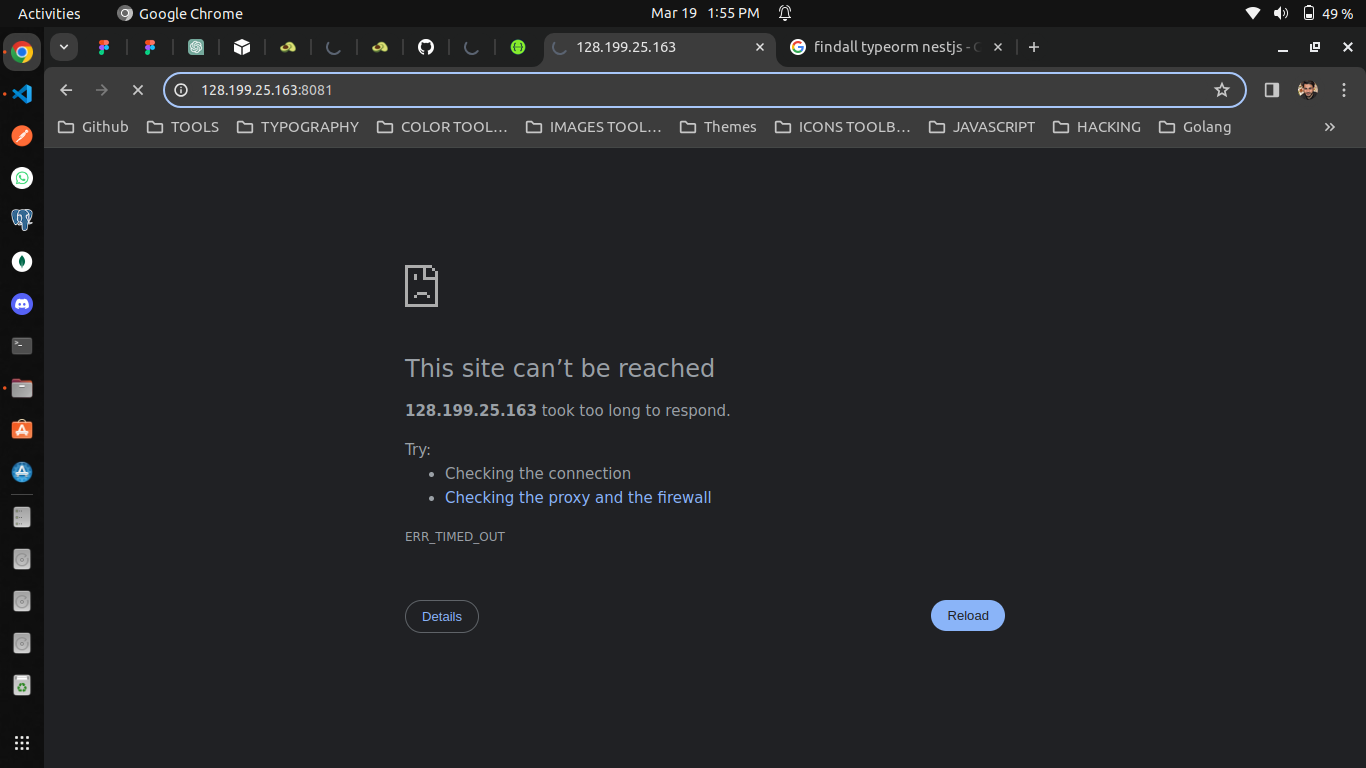 Activities Google Chrome Mar 19 1:55 PM 49 %
128.199.25.163 findall typeorm nestjs - G
128.199.25.163:8081
Github TOOLS TYPOGRAPHY COLOR TOOL… IMAGES TOOL… Themes ICONS TOOLB… JAVASCRIPT HACKING Golang »
This site can’t be reached
128.199.25.163 took too long to respond.
Try:
• Checking the connection
• Checking the proxy and the firewall
ERR_TIMED_OUT
Details Reload